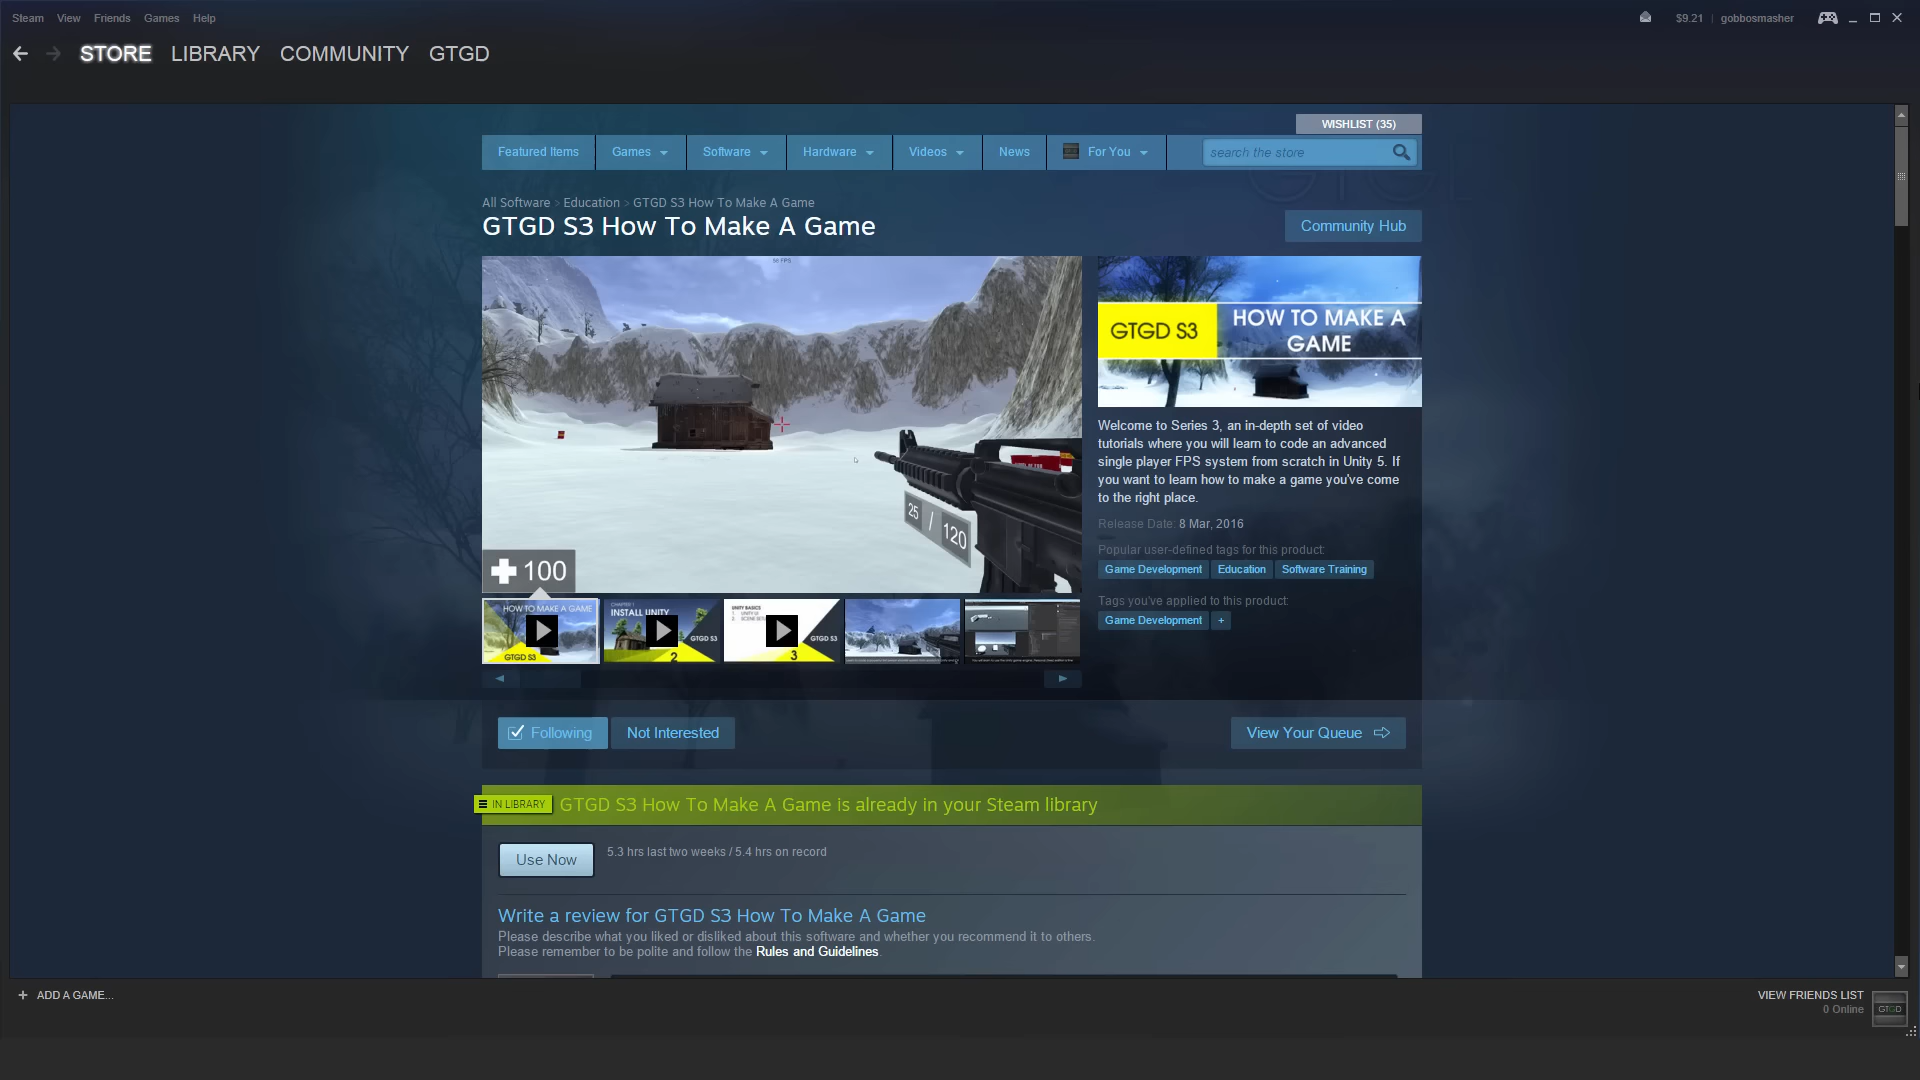 Steam View Friends Games Help
$9.21 | gobbosmasher
STORE LIBRARY COMMUNITY GTGD
WISHLIST (35)
Featured Items Games Software Hardware Videos News For You search the store
All Software > Education > GTGD S3 How To Make A Game
GTGD S3 How To Make A Game
Community Hub
GTGD S3
HOW TO MAKE A
GAME
25 / 120
100
Welcome to Series 3, an in-depth set of video
tutorials where you will learn to code an advanced
single player FPS system from scratch in Unity 5. If
you want to learn how to make a game you've come
to the right place.
Release Date: 8 Mar, 2016
Popular user-defined tags for this product:
Game Development Education Software Training
Tags you've applied to this product:
Game Development +
HOW TO MAKE A GAME
GTGD S3
CHAPTER 1
INSTALL UNITY
GTGD S3
2
UNITY BASICS
1. UNITY UI
GTGD S3
3
Following Not Interested View Your Queue
IN LIBRARY GTGD S3 How To Make A Game is already in your Steam library
Use Now 5.3 hrs last two weeks / 5.4 hrs on record
Write a review for GTGD S3 How To Make A Game
Please describe what you liked or disliked about this software and whether you recommend it to others.
Please remember to be polite and follow the Rules and Guidelines.
+ ADD A GAME...
VIEW FRIENDS LIST
0 Online
GTGD